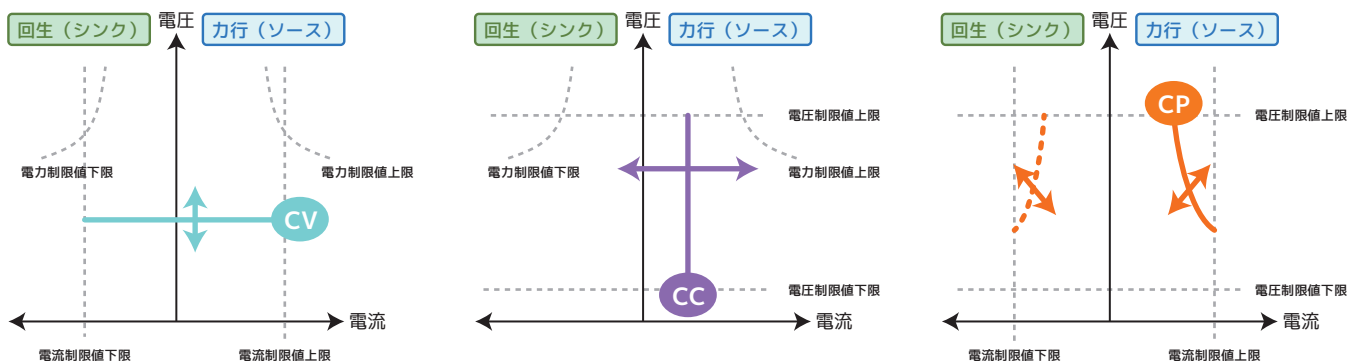 回生（シンク）
電圧
力行（ソース）
電力制限値下限
電力制限値上限
CV
電流
電流制限値下限
電流制限値上限
回生（シンク）
電圧
力行（ソース）
電圧制限値上限
電力制限値下限
電力制限値上限
CC
電圧制限値下限
電流
回生（シンク）
電圧
力行（ソース）
CP
電圧制限値上限
電圧制限値下限
電流
電流制限値下限
電流制限値上限